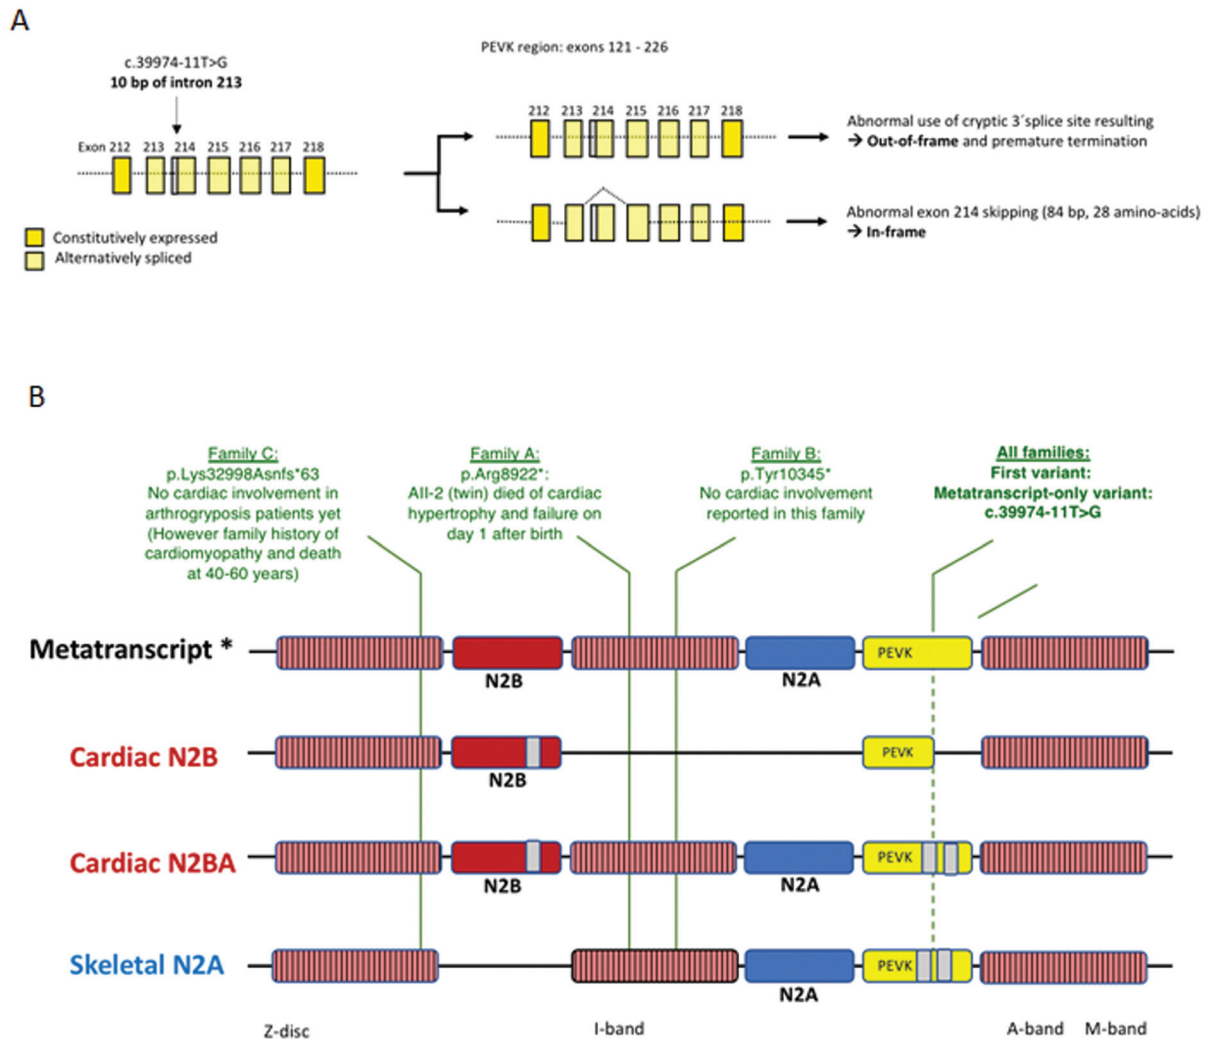 A
c.39974-11T>G
10 bp of intron 213
PEVK region: exons 121 - 226
Exon 212 213 214 215 216 217 218
212 213 214 215 216 217 218
Abnormal use of cryptic 3´splice site resulting
→ Out-of-frame and premature termination
Abnormal exon 214 skipping (84 bp, 28 amino-acids)
→ In-frame
Constitutively expressed
Alternatively spliced
B
Family C:
p.Lys32998Asnfs*63
No cardiac involvement in
arthrogryposis patients yet
(However family history of
cardiomyopathy and death
at 40-60 years)
Family A:
p.Arg8922*:
AII-2 (twin) died of cardiac
hypertrophy and failure on
day 1 after birth
Family B:
p.Tyr10345*
No cardiac involvement
reported in this family
All families:
First variant:
Metatranscript-only variant:
c.39974-11T>G
Metatranscript *
PEVK
N2B
N2A
Cardiac N2B
PEVK
N2B
Cardiac N2BA
PEVK
N2B
N2A
Skeletal N2A
PEVK
N2A
Z-disc
I-band
A-band
M-band